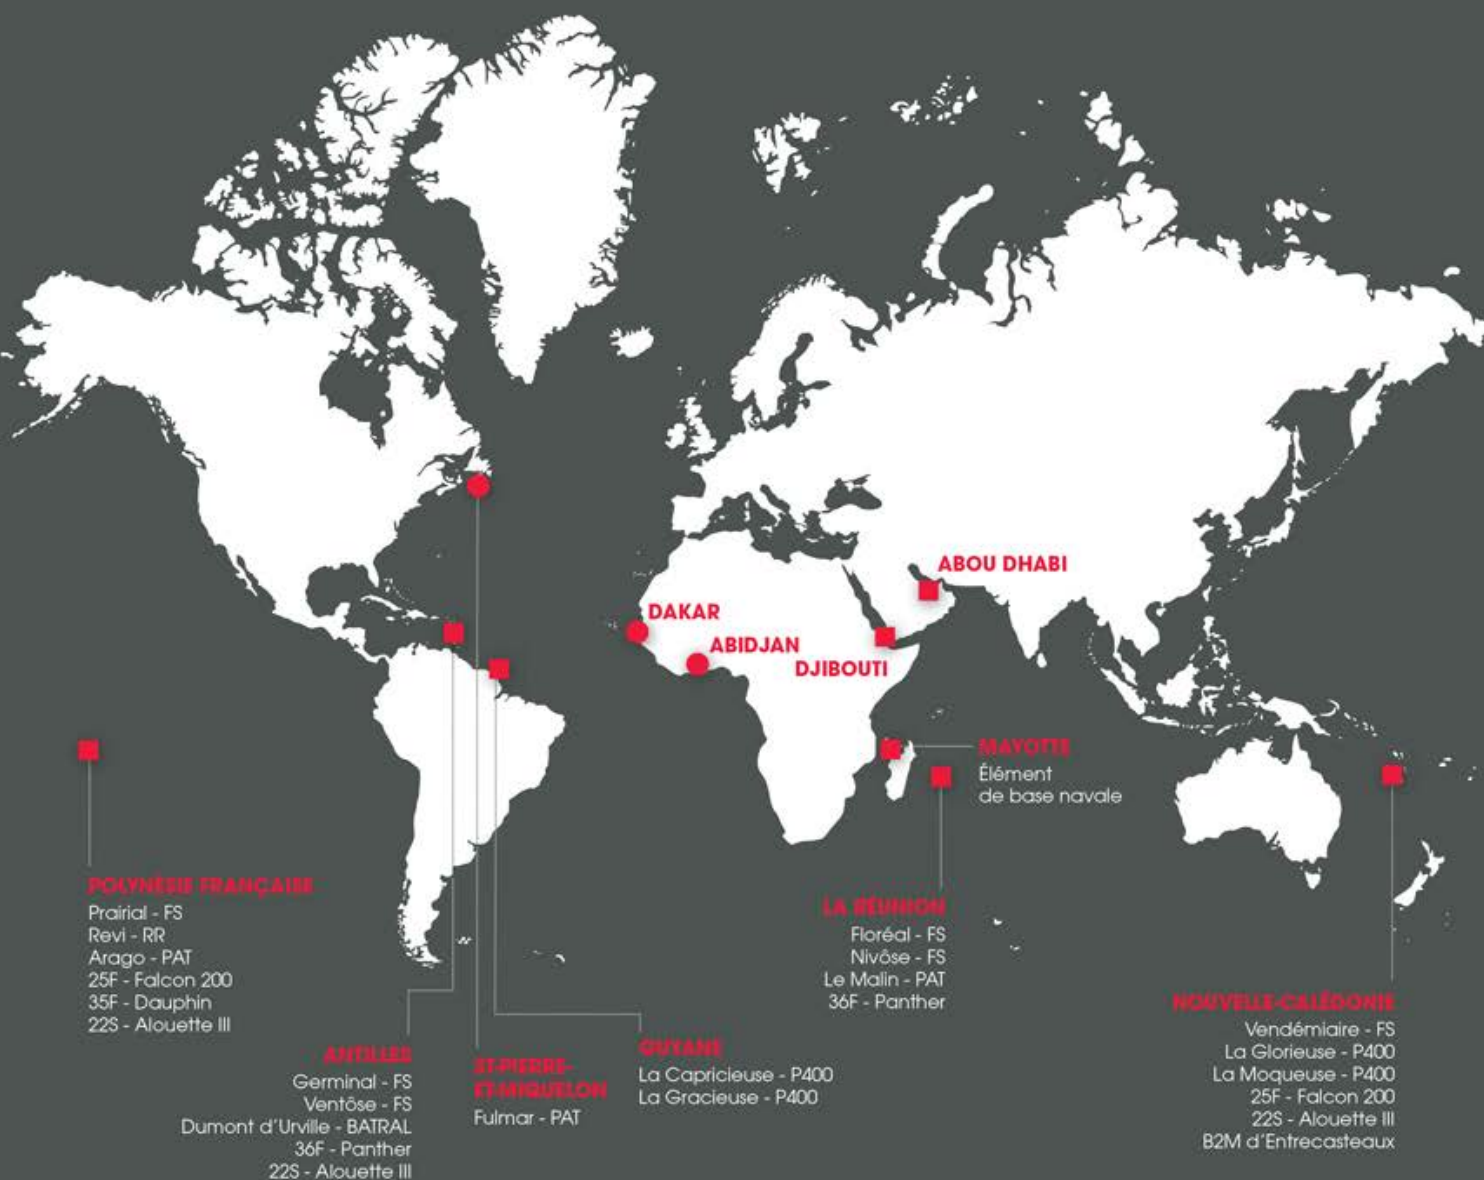 ABOU DHABI
DAKAR
ABIDJAN
DJIBOUTI
MAYOTTE
Élément
de base navale
POLYNÉSIE FRANÇAISE
Prairial - FS
Revi - RR
Arago - PAT
25F - Falcon 200
35F - Dauphin
22S - Alouette III
LA RÉUNION
Floréal - FS
Nivôse - FS
Le Malin - PAT
36F - Panther
NOUVELLE-CALÉDONIE
Vendémiaire - FS
La Glorieuse - P400
La Moqueuse - P400
25F - Falcon 200
22S - Alouette III
B2M d'Entrecasteaux
ANTILLES
Germinal - FS
Ventôse - FS
Dumont d'Urville - BATRAL
36F - Panther
22S - Alouette III
ST-PIERRE-
ET-MIQUELON
Fulmar - PAT
GUYANE
La Capricieuse - P400
La Gracieuse - P400